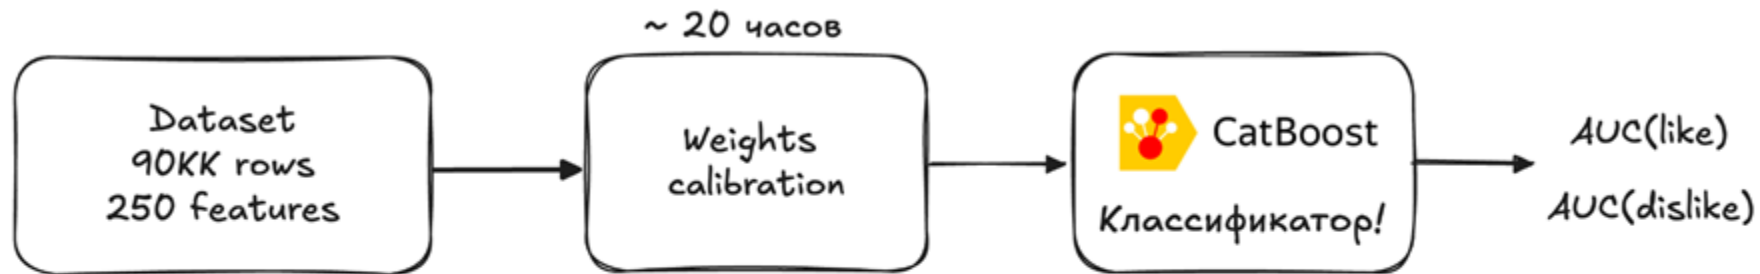 ~ 20 часов
Dataset
90KK rows
250 features
Weights
calibration
CatBoost
Классификатор!
AUC(like)
AUC(dislike)